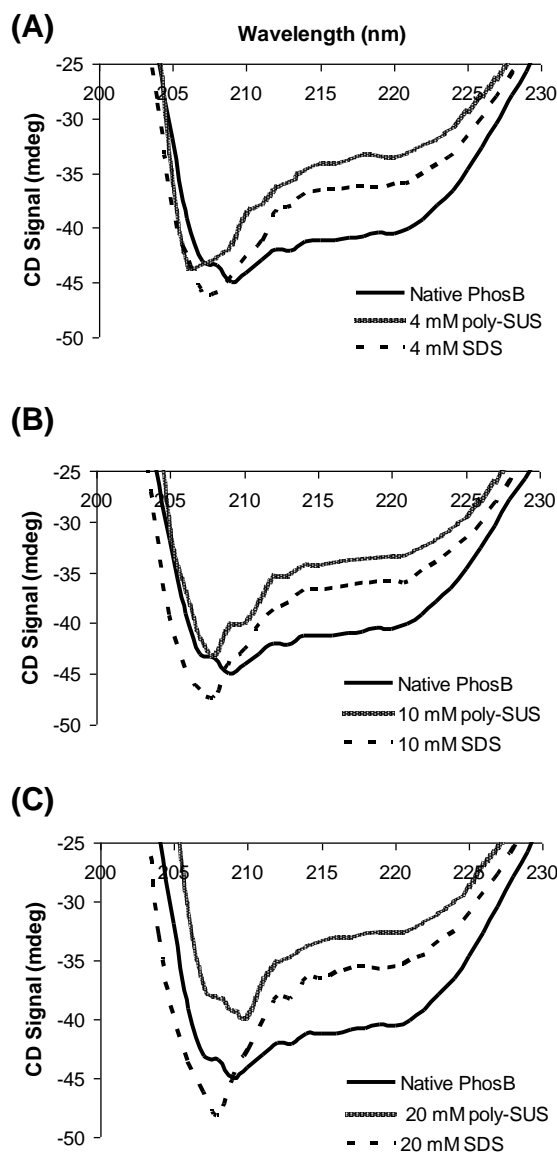 (A)
Wavelength (nm)
-25
200 205 210 215 220 225 230
-30
-35
-40
-45
-50
CD Signal (mdeg)
Native PhosB
4 mM poly-SUS
4 mM SDS
(B)
-25
200 205 210 215 220 225 230
-30
-35
-40
-45
-50
CD Signal (mdeg)
Native PhosB
10 mM poly-SUS
10 mM SDS
(C)
-25
200 205 210 215 220 225 230
-30
-35
-40
-45
-50
CD Signal (mdeg)
Native PhosB
20 mM poly-SUS
20 mM SDS